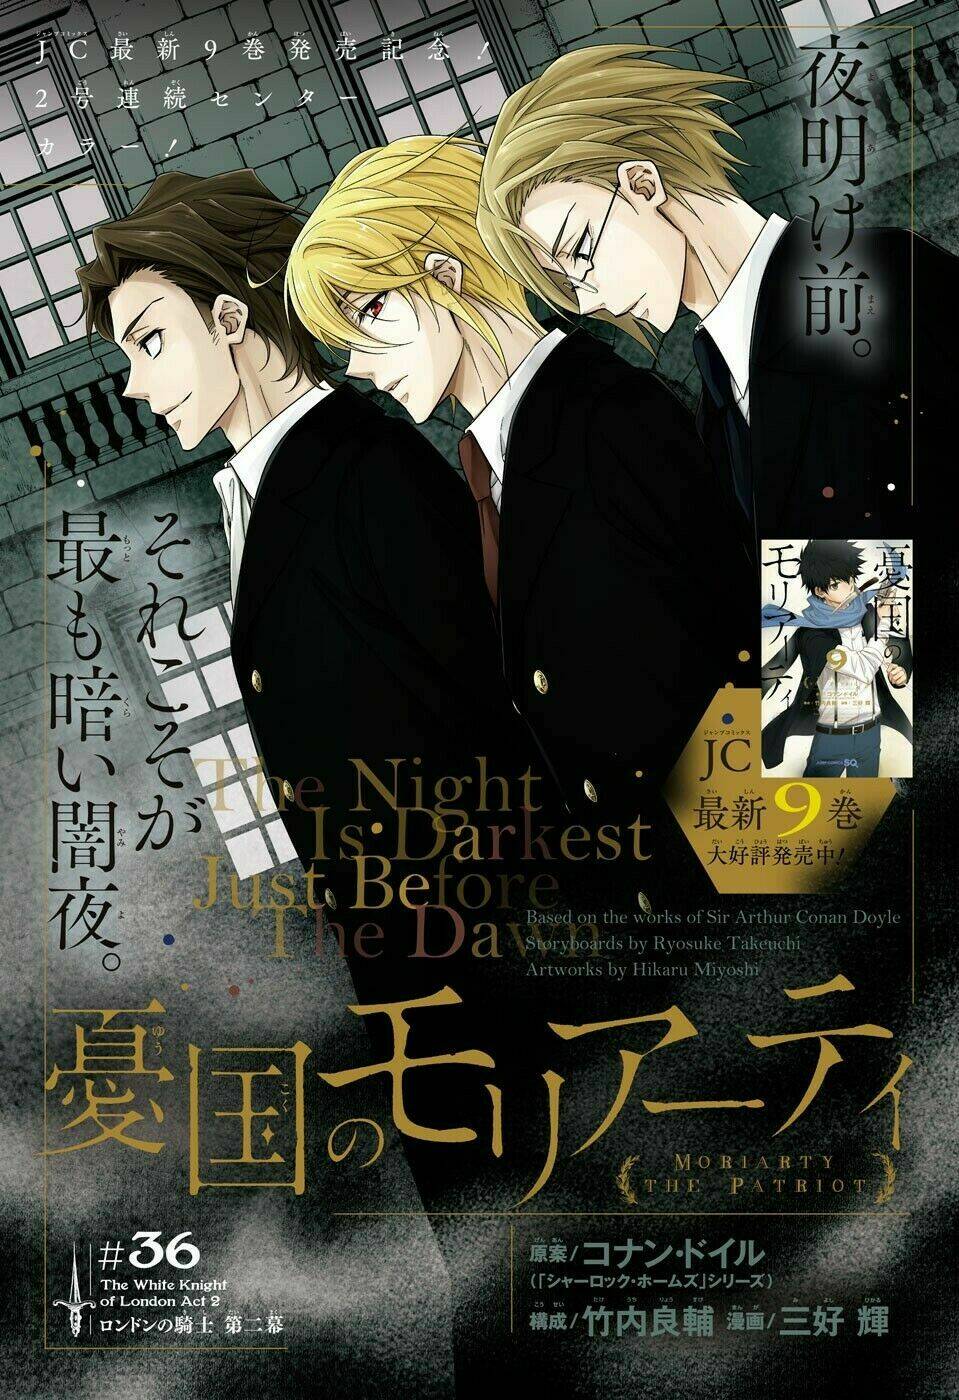 JC最新9巻発売記念!
2号連続センター
カラー!
夜明け前。
それこそが
最も暗い闇夜。
憂国の
モリアーティ
9
JC
最新9巻
大好評発売中!
The Night
Is Darkest
Just Before
The Dawn
Based on the works of Sir Arthur Conan Doyle
Storyboards by Ryosuke Takeuchi
Artworks by Hikaru Miyoshi
憂国のモリアーティ
MORIARTY
THE PATRIOT
#36
The White Knight
of London Act 2
ロンドンの騎士 第二幕
原案/コナン・ドイル
(「シャーロック・ホームズ」シリーズ)
構成/竹内良輔 漫画/三好 輝